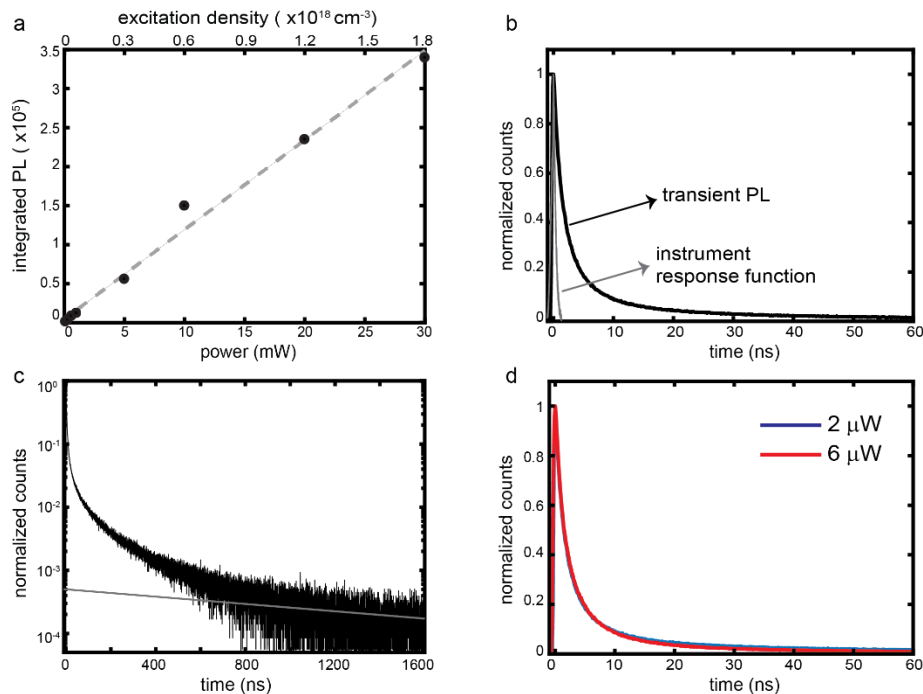 a
excitation density ( x10¹⁸ cm⁻³)
0 0.3 0.6 0.9 1.2 1.5 1.8
3.5
3
2.5
2
1.5
1
0.5
0
integrated PL ( x10⁵)
0 5 10 15 20 25 30
power (mW)
b
1
0.8
0.6
0.4
0.2
0
normalized counts
transient PL
instrument
response function
0 10 20 30 40 50 60
time (ns)
c
10⁰
10⁻¹
10⁻²
10⁻³
10⁻⁴
normalized counts
0 400 800 1200 1600
time (ns)
d
1
0.8
0.6
0.4
0.2
0
normalized counts
2 μW
6 μW
0 10 20 30 40 50 60
time (ns)